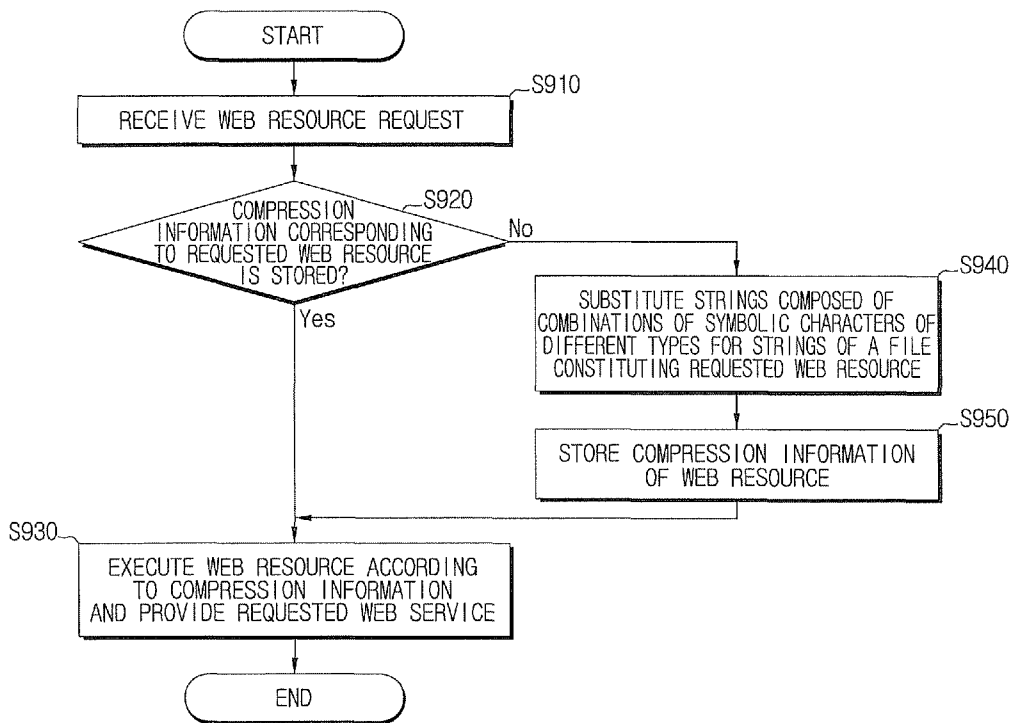 START
S910
RECEIVE WEB RESOURCE REQUEST
S920
COMPRESSION
INFORMATION CORRESPONDING
TO REQUESTED WEB RESOURCE
IS STORED?
No
Yes
S940
SUBSTITUTE STRINGS COMPOSED OF
COMBINATIONS OF SYMBOLIC CHARACTERS OF
DIFFERENT TYPES FOR STRINGS OF A FILE
CONSTITUTING REQUESTED WEB RESOURCE
S950
STORE COMPRESSION INFORMATION
OF WEB RESOURCE
S930
EXECUTE WEB RESOURCE ACCORDING
TO COMPRESSION INFORMATION
AND PROVIDE REQUESTED WEB SERVICE
END